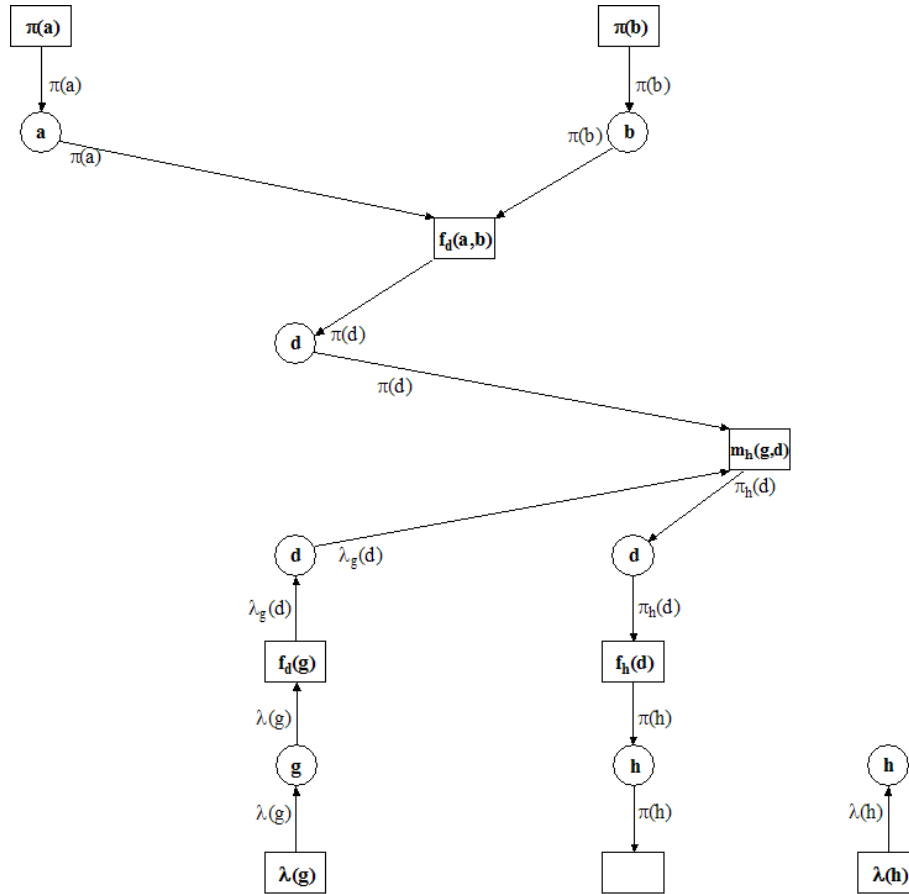 π(a) π(b)
π(a) π(b)
a π(b) b
π(a)
f_d(a,b)
d π(d)
π(d)
m_h(g,d)
π_h(d)
d λ_g(d) d
λ_g(d) π_h(d)
f_d(g) f_h(d)
λ(g) π(h)
g h h
λ(g) π(h) λ(h)
λ(g) λ(h)